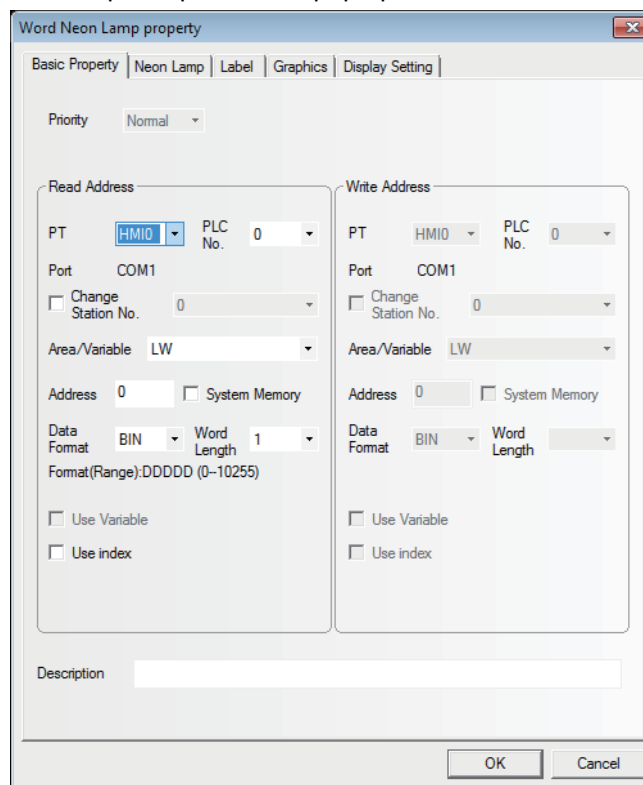 Word Neon Lamp property
Basic Property Neon Lamp Label Graphics Display Setting
Priority Normal
Read Address
PT HMI0 PLC No. 0
Port COM1
Change Station No. 0
Area/Variable LW
Address 0 System Memory
Data Format BIN Word Length 1
Format(Range):DDDDD (0--10255)
Use Variable
Use index
Write Address
PT HMI0 PLC No. 0
Port COM1
Change Station No. 0
Area/Variable LW
Address 0 System Memory
Data Format BIN Word Length
Use Variable
Use index
Description
OK Cancel